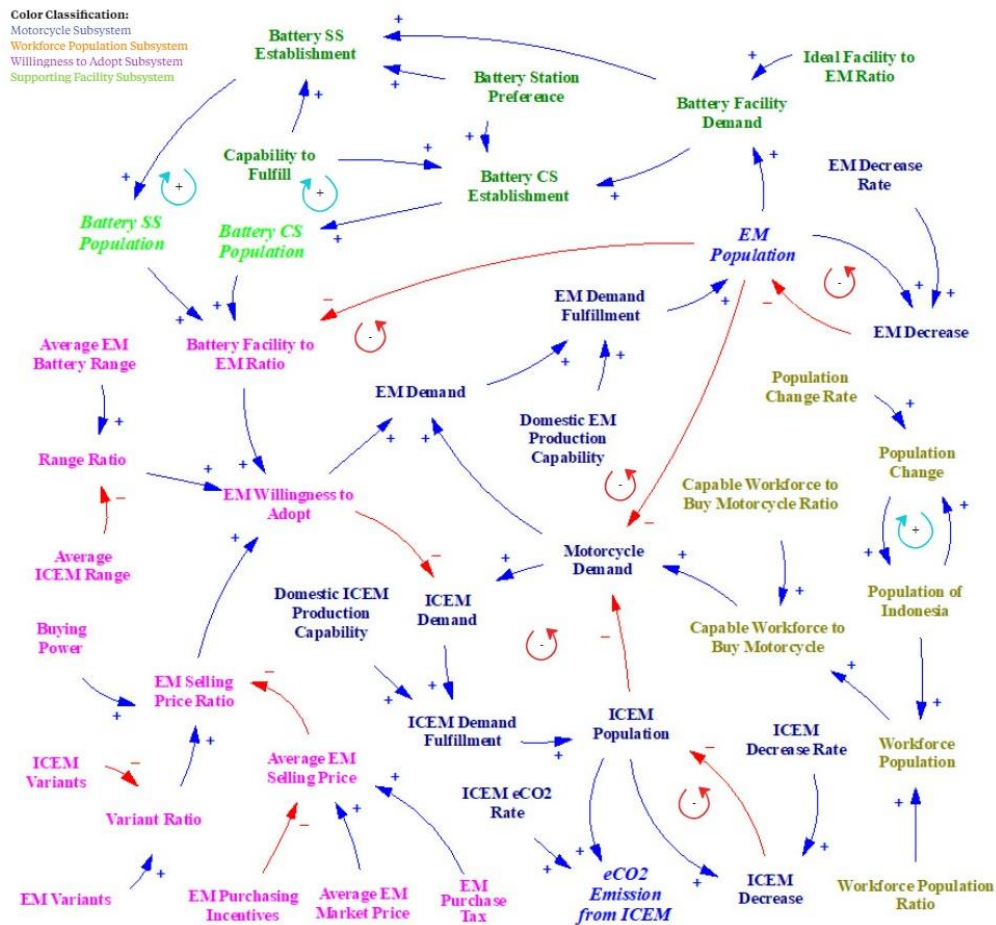 Color Classification:
Motorcycle Subsystem
Workforce Population Subsystem
Willingness to Adopt Subsystem
Supporting Facility Subsystem
Battery SS
Establishment
Battery Station
Preference
Ideal Facility to
EM Ratio
Battery Facility
Demand
Capability to
Fulfill
Battery CS
Establishment
EM Decrease
Rate
Battery SS
Population
Battery CS
Population
EM
Population
EM Demand
Fulfillment
EM Decrease
Average EM
Battery Range
Battery Facility to
EM Ratio
EM Demand
Population
Change Rate
Domestic EM
Production
Capability
Range Ratio
Population
Change
EM Willingness to
Adopt
Capable Workforce
to Buy Motorcycle Ratio
Average
ICEM Range
Motorcycle
Demand
Domestic ICEM
Production
Capability
ICEM
Demand
Population of
Indonesia
Buying
Power
Capable Workforce to
Buy Motorcycle
EM Selling
Price Ratio
ICEM Demand
Fulfillment
ICEM
Population
ICEM
Decrease Rate
Workforce
Population
ICEM
Variants
Average EM
Selling Price
ICEM eCO2
Rate
Variant Ratio
EM Variants
EM Purchasing
Incentives
Average EM
Market Price
EM
Purchase
Tax
eCO2
Emission
from ICEM
ICEM
Decrease
Workforce Population
Ratio